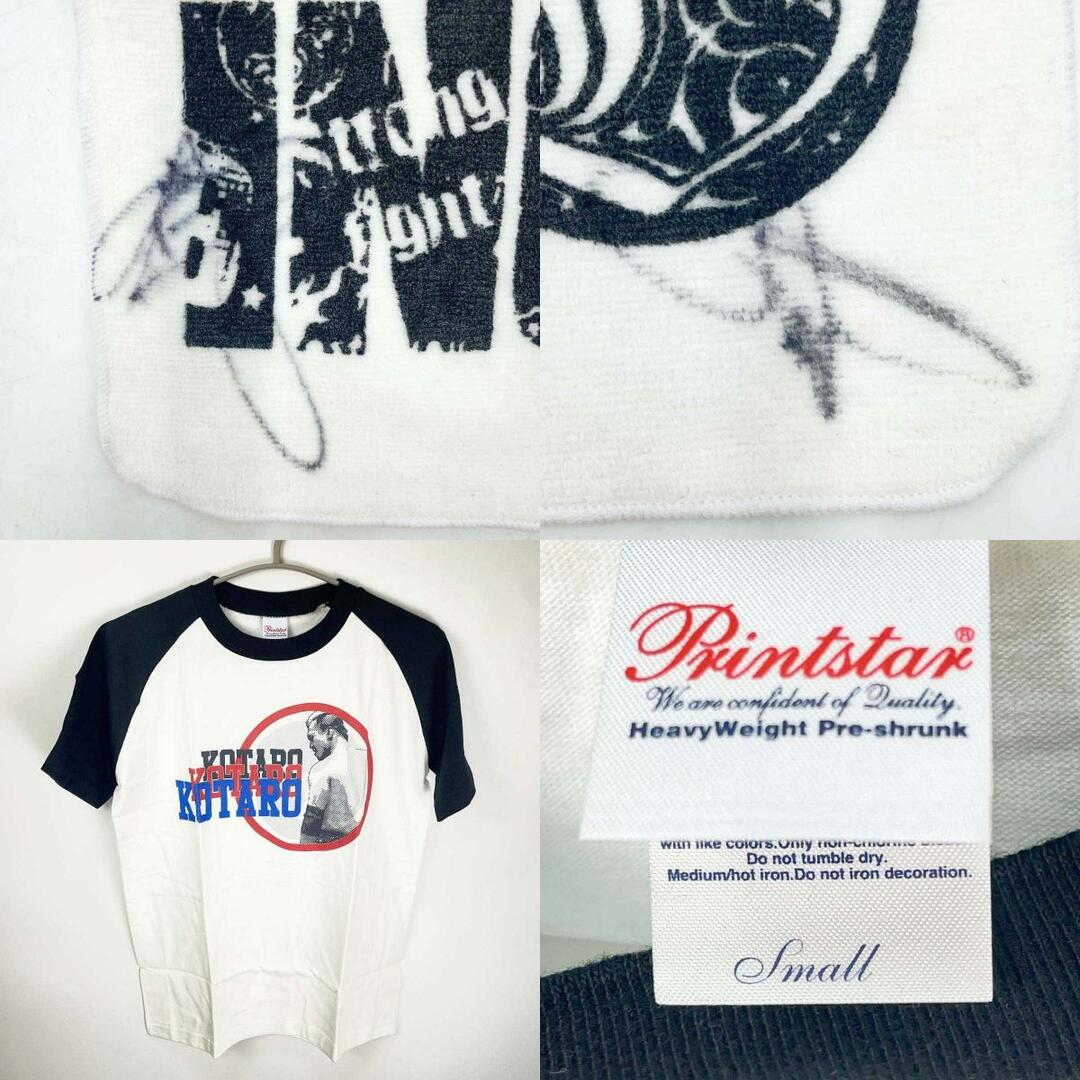 Strong
fight
KOTARO
KOTARO
KOTARO
Printstar
Printstar®
We are confident of Quality.
HeavyWeight Pre-shrunk
with like colors.Only non-chlorine
Do not tumble dry.
Medium/hot iron.Do not iron decoration.
Small